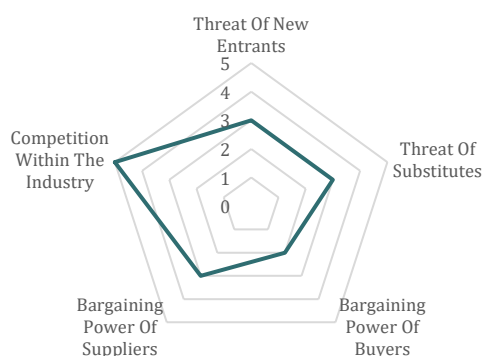 Threat Of New
Entrants
5
4
3
2
1
0
Competition
Within The
Industry
Threat Of
Substitutes
Bargaining
Power Of
Suppliers
Bargaining
Power Of
Buyers